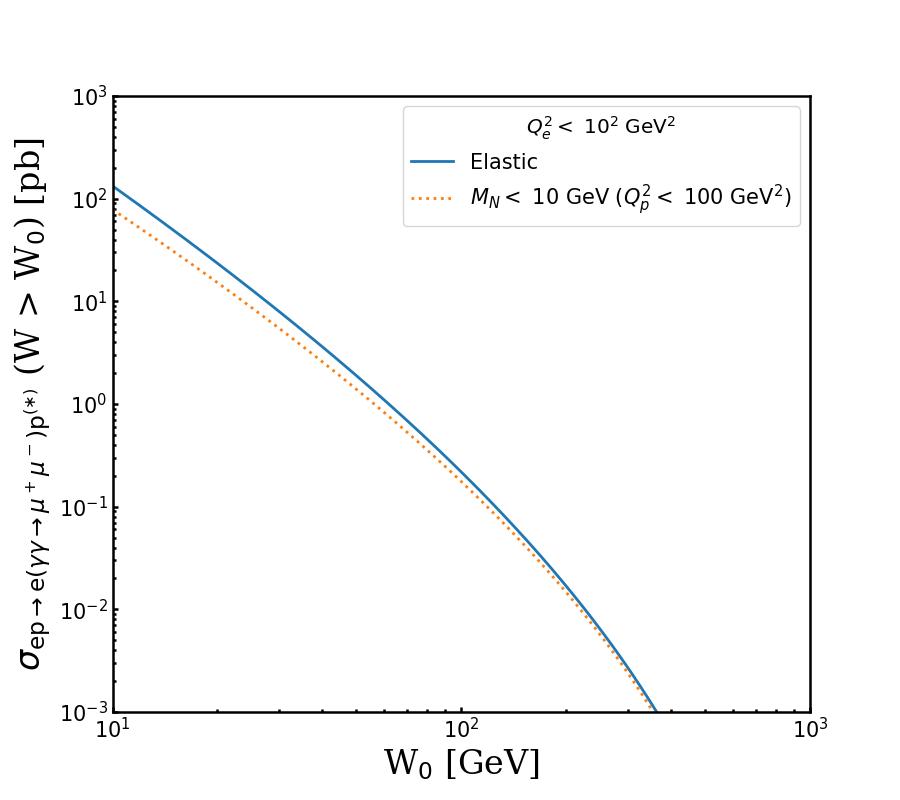 Q_e^2 < 10^2 GeV^2
Elastic
M_N < 10 GeV (Q_p^2 < 100 GeV^2)
σ_{ep→e(γγ→μ^+μ^-)p^{(*)}} (W > W_0) [pb]
10^3
10^2
10^1
10^0
10^{-1}
10^{-2}
10^{-3}
10^1
10^2
10^3
W_0 [GeV]